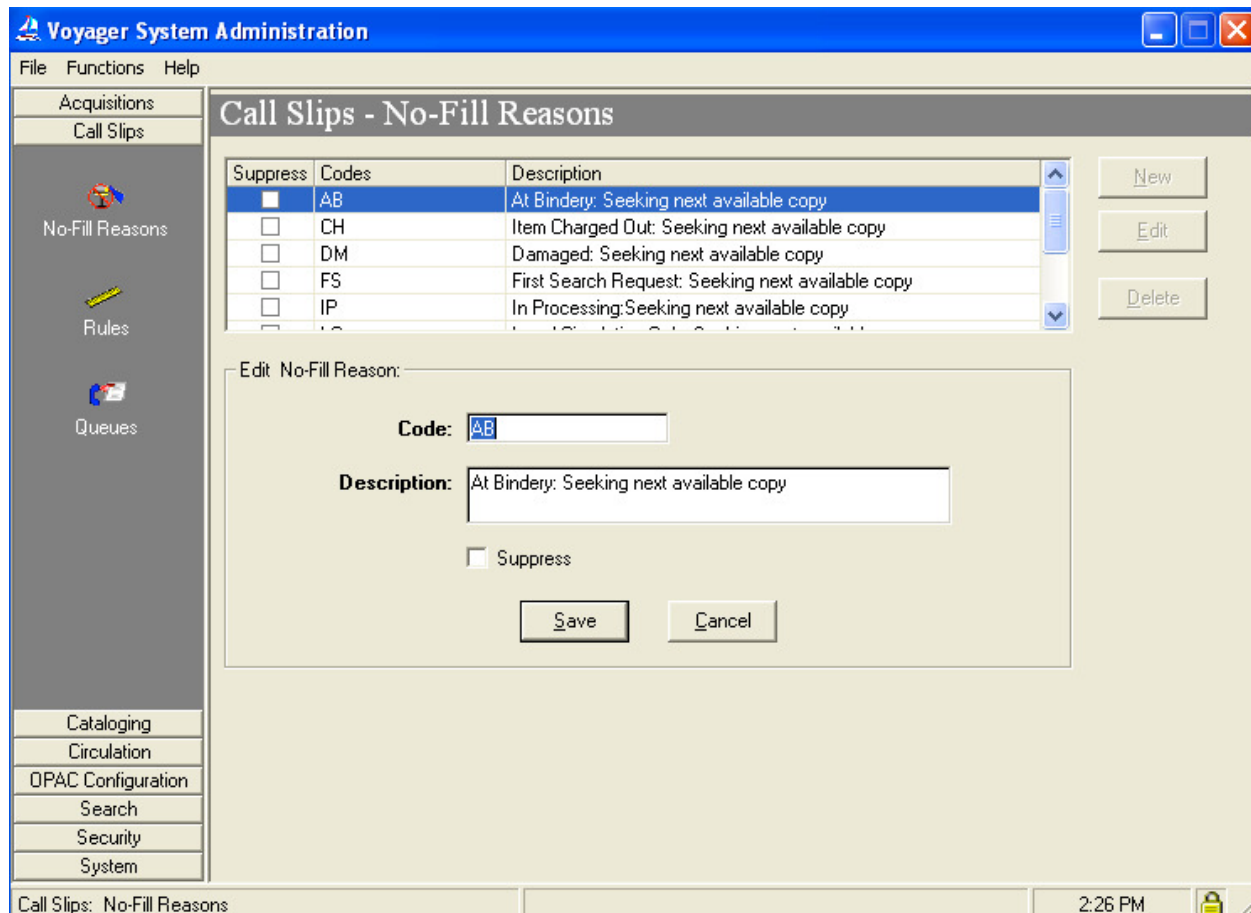 Voyager System Administration
File Functions Help
Acquisitions
Call Slips
No-Fill Reasons
Rules
Queues
Cataloging
Circulation
OPAC Configuration
Search
Security
System
Call Slips - No-Fill Reasons
Suppress Codes Description
AB At Bindery: Seeking next available copy
CH Item Charged Out: Seeking next available copy
DM Damaged: Seeking next available copy
FS First Search Request: Seeking next available copy
IP In Processing:Seeking next available copy
New
Edit
Delete
Edit No-Fill Reason:
Code: AB
Description: At Bindery: Seeking next available copy
Suppress
Save Cancel
Call Slips: No-Fill Reasons 2:26 PM